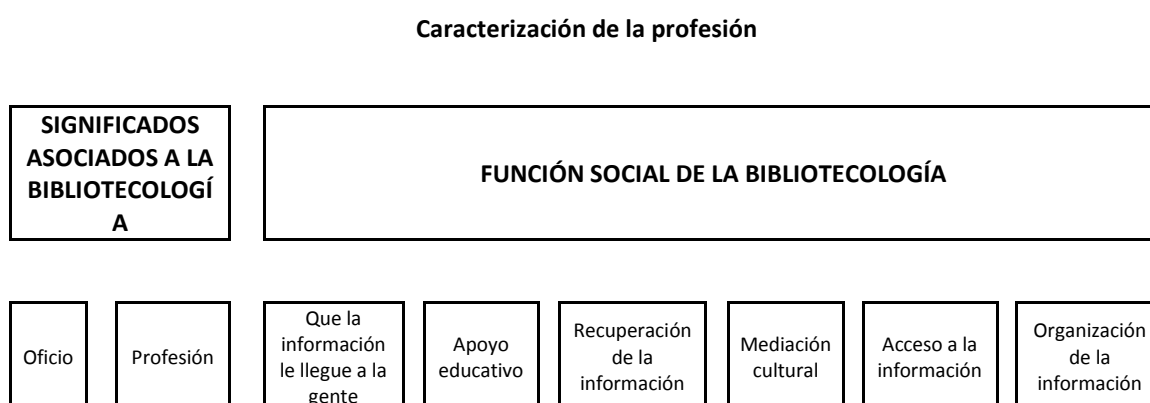 Caracterización de la profesión
SIGNIFICADOS
ASOCIADOS A LA
BIBLIOTECOLOGÍ
A
FUNCIÓN SOCIAL DE LA BIBLIOTECOLOGÍA
Oficio
Profesión
Que la
información
le llegue a la
gente
Apoyo
educativo
Recuperación
de la
información
Mediación
cultural
Acceso a la
información
Organización
de la
información